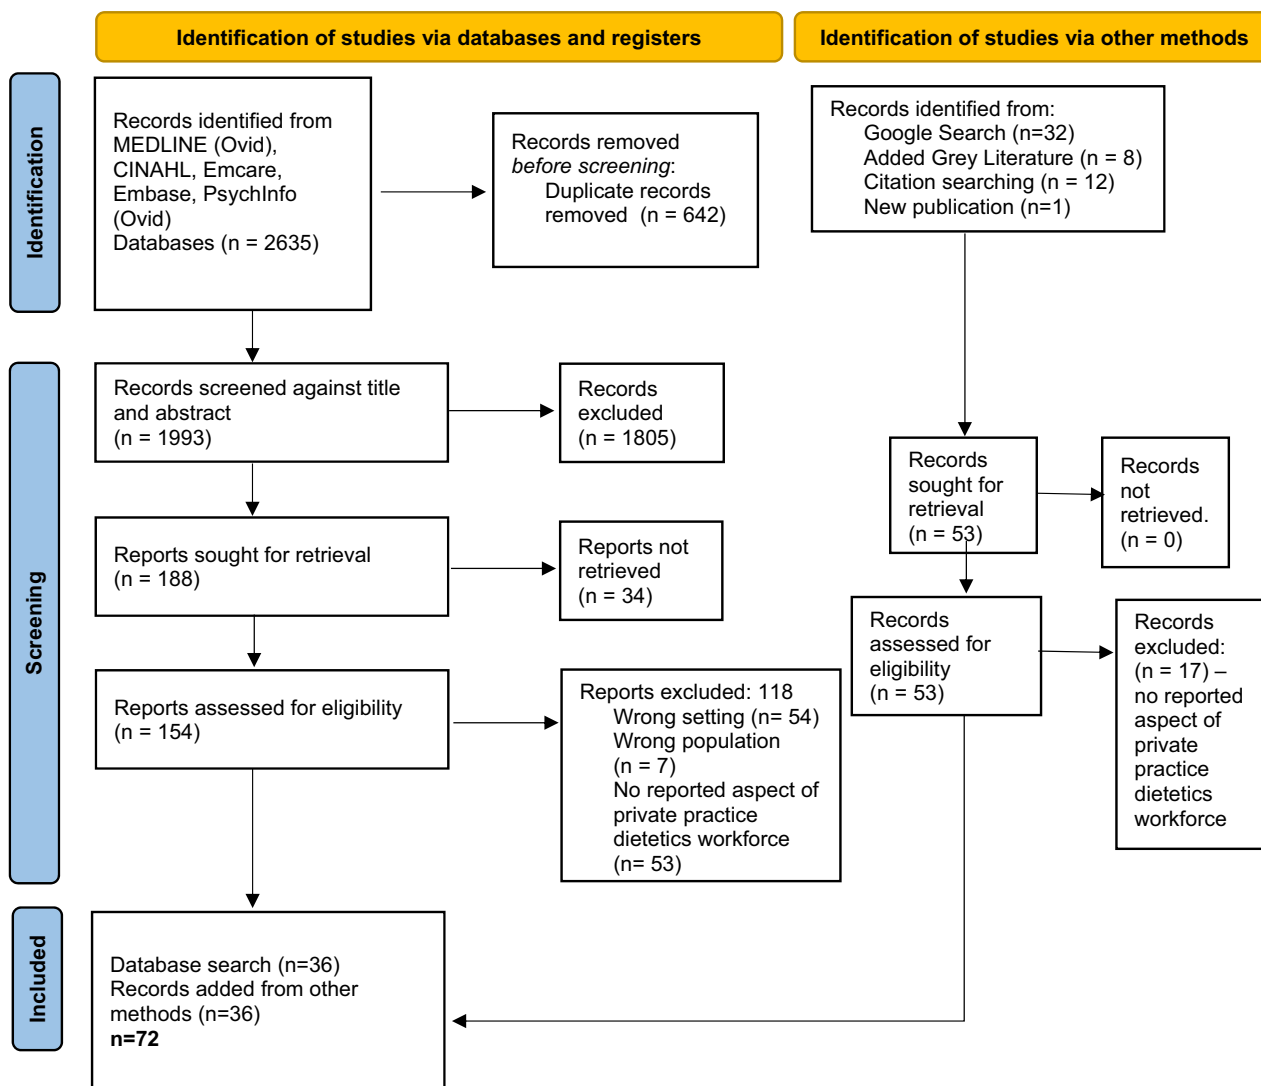 Identification of studies via databases and registers
Identification of studies via other methods
Identification
Records identified from
MEDLINE (Ovid),
CINAHL, Emcare,
Embase, PsychInfo
(Ovid)
Databases (n = 2635)
Records removed
before screening:
Duplicate records
removed  (n = 642)
Records identified from:
Google Search (n=32)
Added Grey Literature (n = 8)
Citation searching (n = 12)
New publication (n=1)
Screening
Records screened against title
and abstract
(n = 1993)
Records
excluded
(n = 1805)
Records
sought for
retrieval
(n = 53)
Records
not
retrieved.
(n = 0)
Reports sought for retrieval
(n = 188)
Reports not
retrieved
(n = 34)
Records
assessed for
eligibility
(n = 53)
Records
excluded:
(n = 17) –
no reported
aspect of
private
practice
dietetics
workforce
Reports assessed for eligibility
(n = 154)
Reports excluded: 118
Wrong setting (n= 54)
Wrong population
(n = 7)
No reported aspect of
private practice
dietetics workforce
(n= 53)
Included
Database search (n=36)
Records added from other
methods (n=36)
n=72